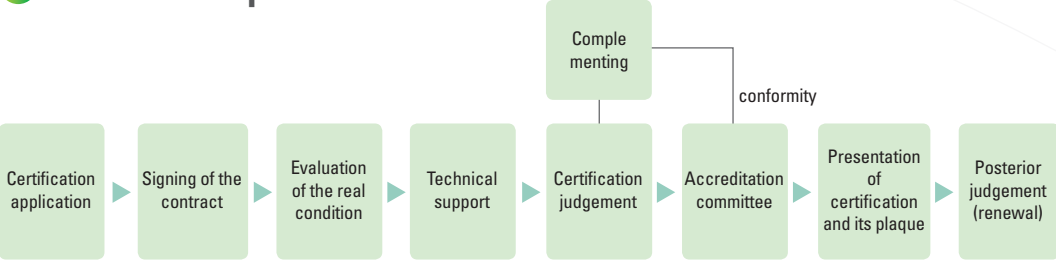 Comple
menting
conformity
Certification
application
Signing of the
contract
Evaluation
of the real
condition
Technical
support
Certification
judgement
Accreditation
committee
Presentation
of
certification
and its plaque
Posterior
judgement
(renewal)